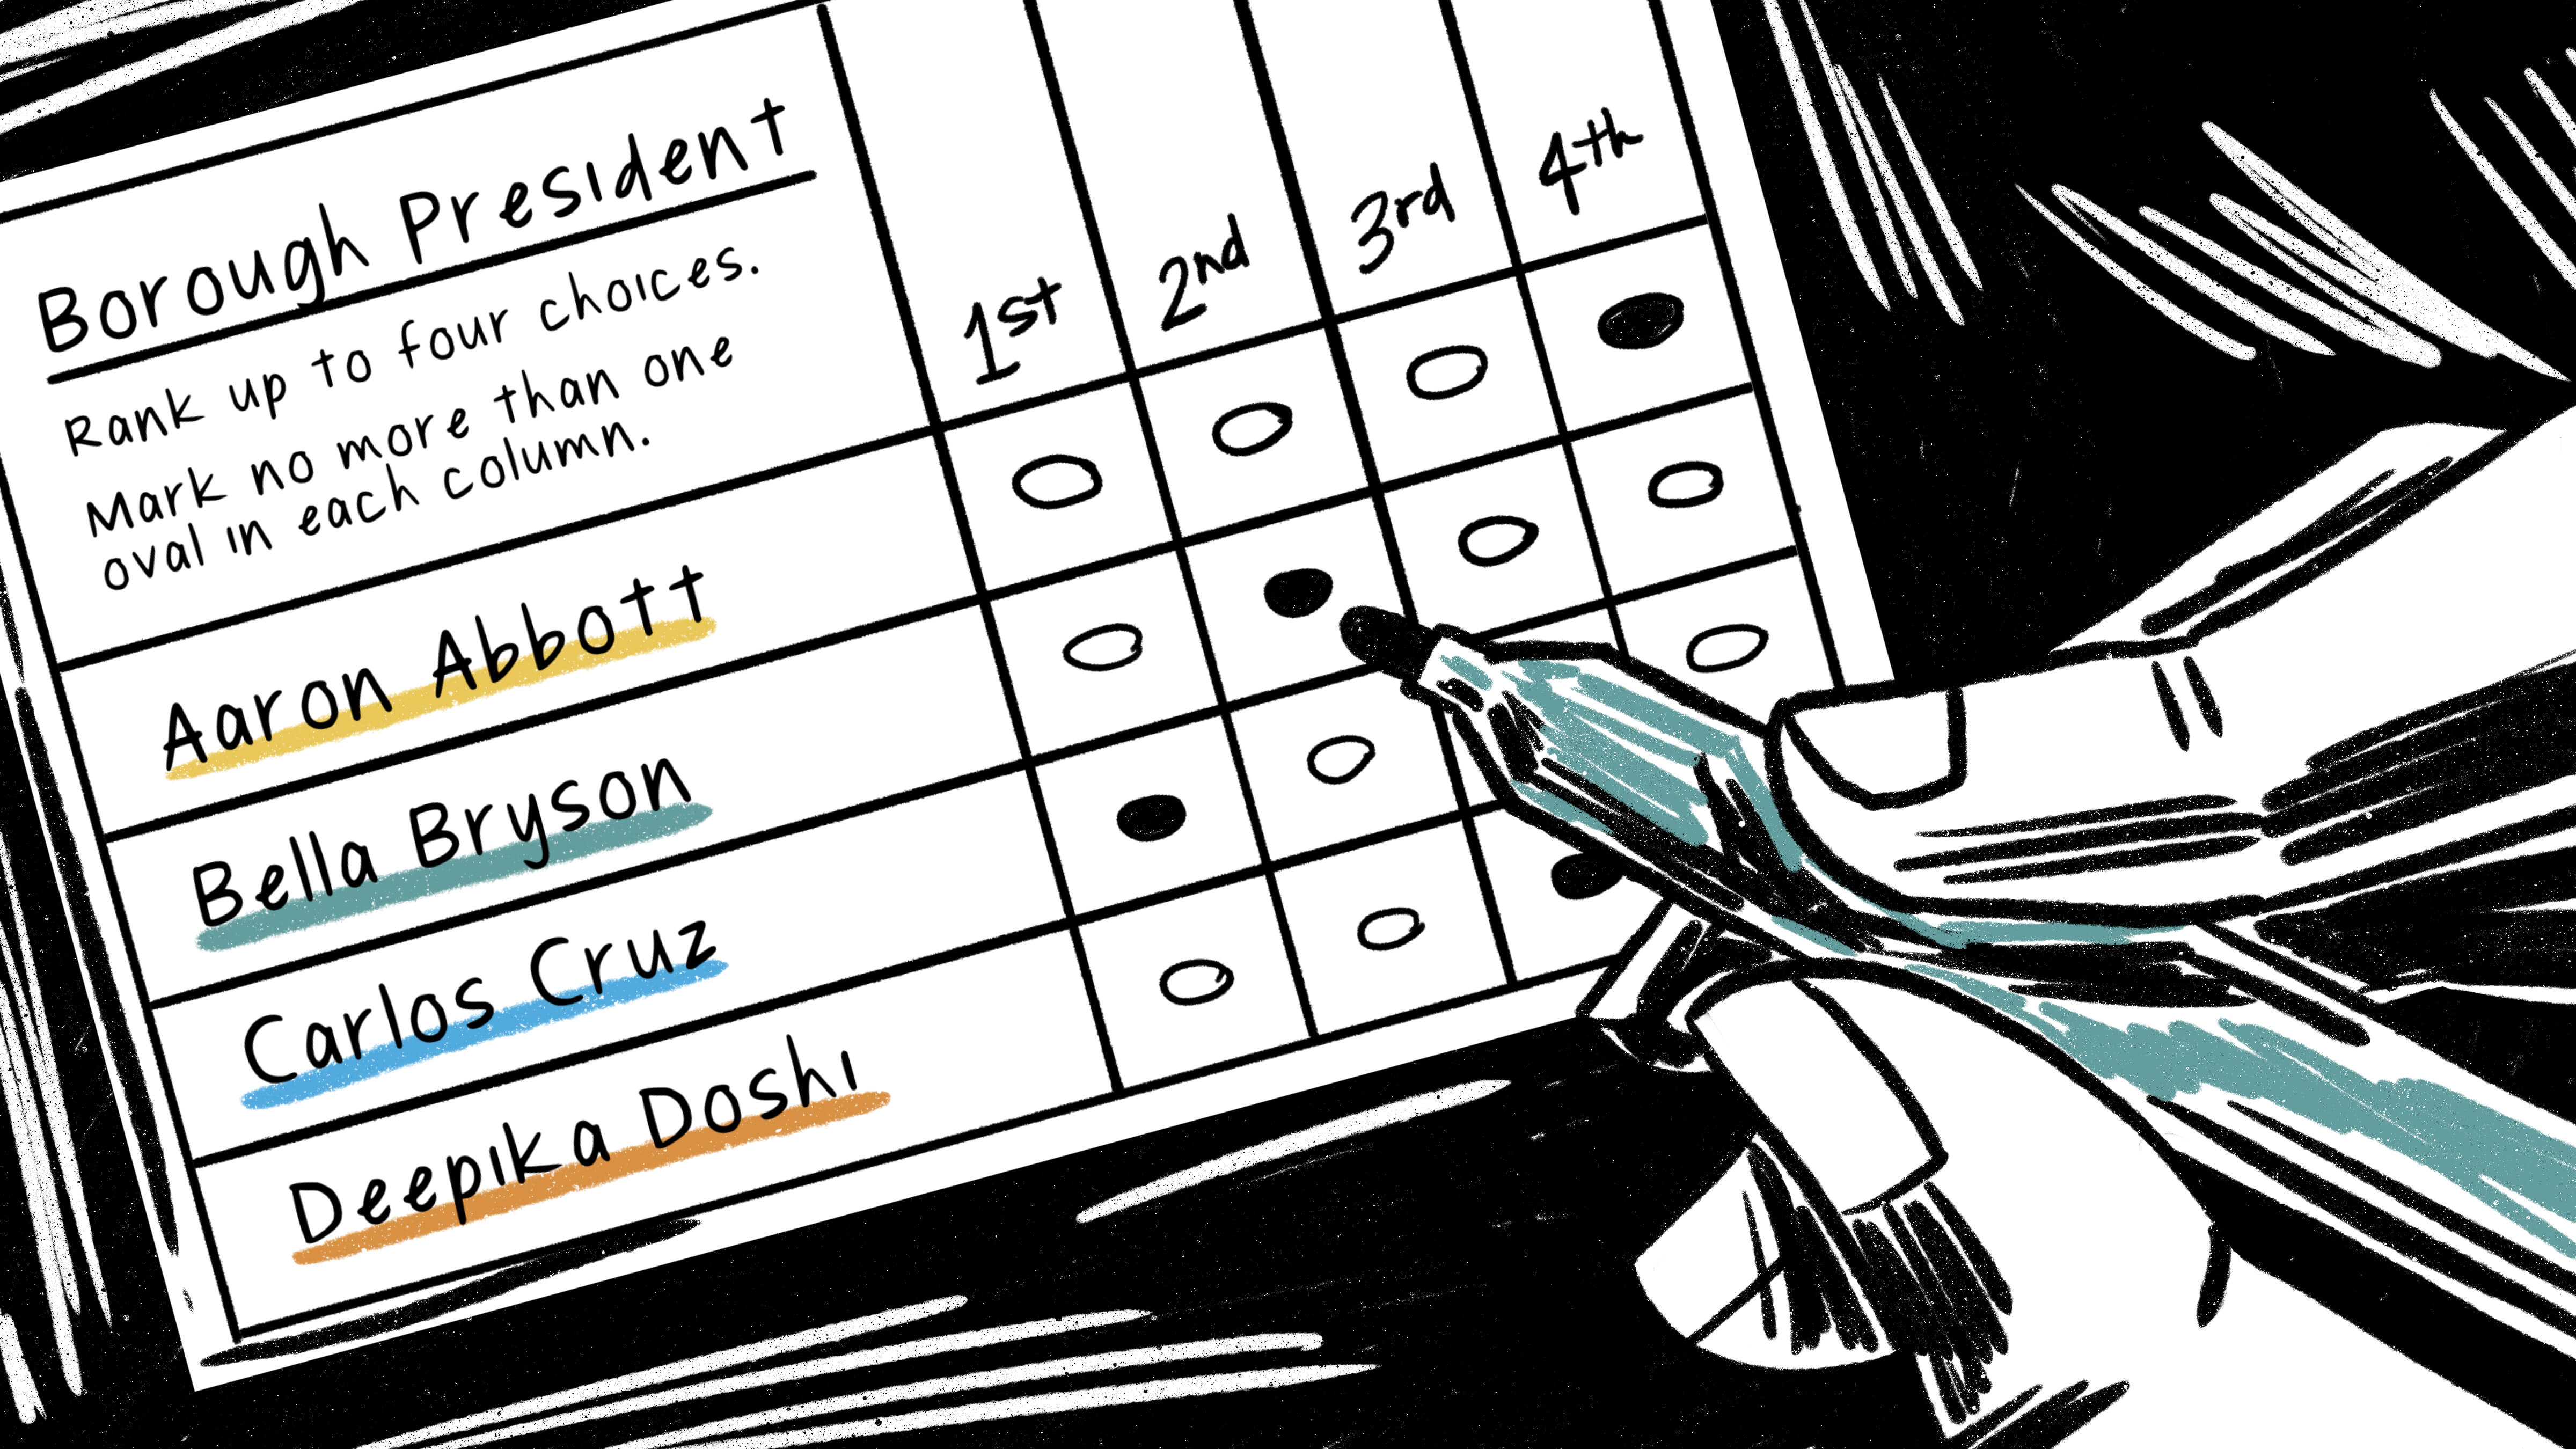 Borough President
Rank up to four choices.
Mark no more than one
oval in each column.
1st
2nd
3rd
4th
Aaron Abbott
Bella Bryson
Carlos Cruz
Deepika Doshi